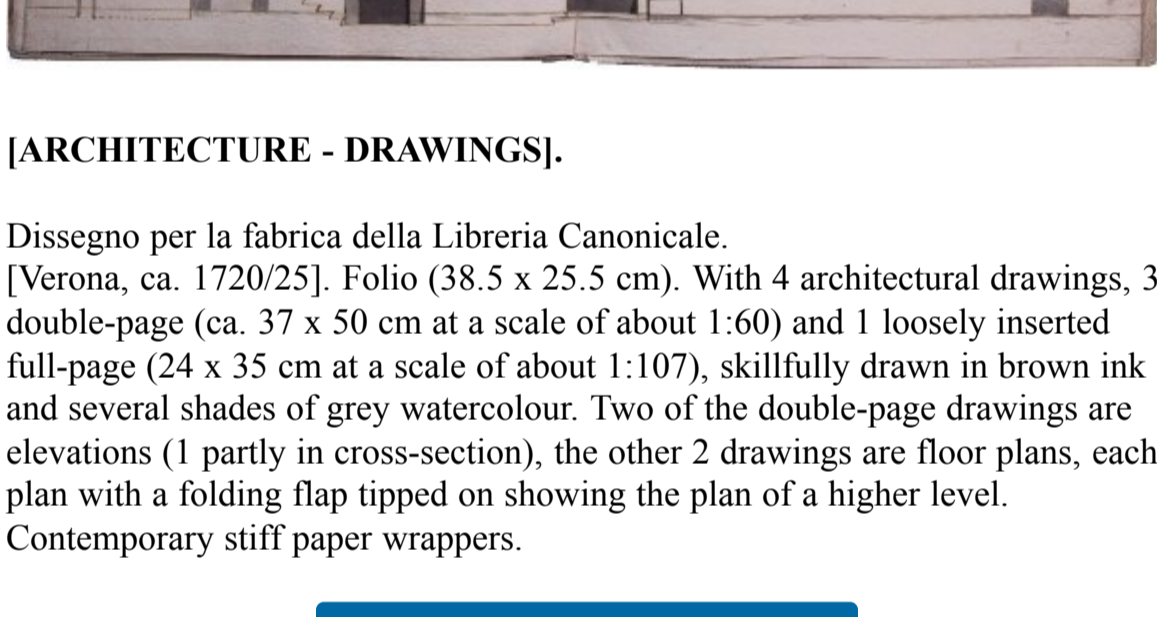 [ARCHITECTURE - DRAWINGS].
Dissegno per la fabrica della Libreria Canonicale.
[Verona, ca. 1720/25]. Folio (38.5 x 25.5 cm). With 4 architectural drawings, 3
double-page (ca. 37 x 50 cm at a scale of about 1:60) and 1 loosely inserted
full-page (24 x 35 cm at a scale of about 1:107), skillfully drawn in brown ink
and several shades of grey watercolour. Two of the double-page drawings are
elevations (1 partly in cross-section), the other 2 drawings are floor plans, each
plan with a folding flap tipped on showing the plan of a higher level.
Contemporary stiff paper wrappers.